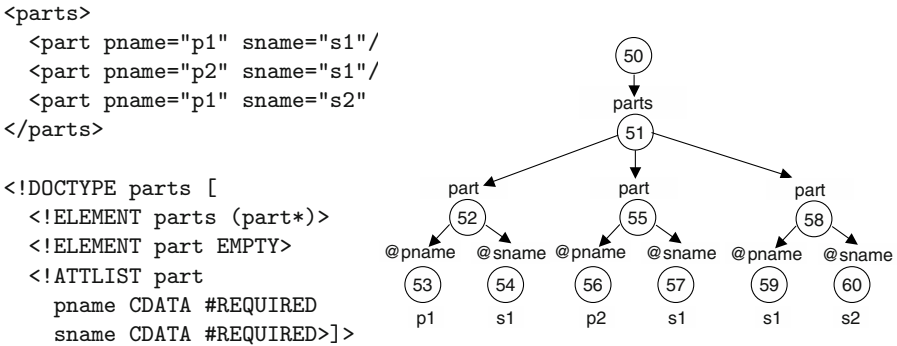 <parts>
<part pname="p1" sname="s1"/
<part pname="p2" sname="s1"/
<part pname="p1" sname="s2"
</parts>
<!DOCTYPE parts [
<!ELEMENT parts (part*)>
<!ELEMENT part EMPTY>
<!ATTLIST part
pname CDATA #REQUIRED
sname CDATA #REQUIRED>]>
50
parts
51
part part part
52 55 58
@pname @sname @pname @sname @pname @sname
53 54 56 57 59 60
p1 s1 p2 s1 s1 s2